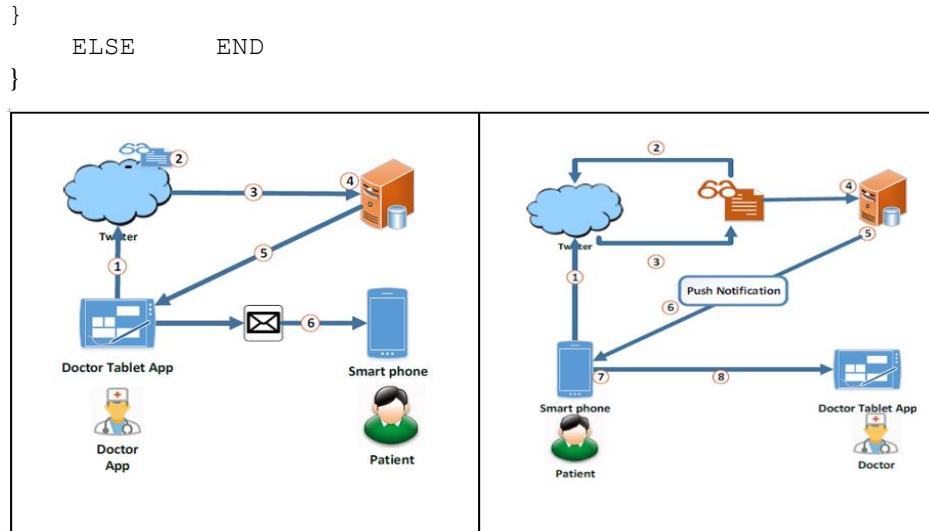 }
ELSE END
}
2
3
4
Twitter
1
5
6
Doctor Tablet App
Smart phone
Doctor
App
Patient
2
4
Twitter
3
5
1
Push Notification
6
7
8
Smart phone
Doctor Tablet App
Patient
Doctor